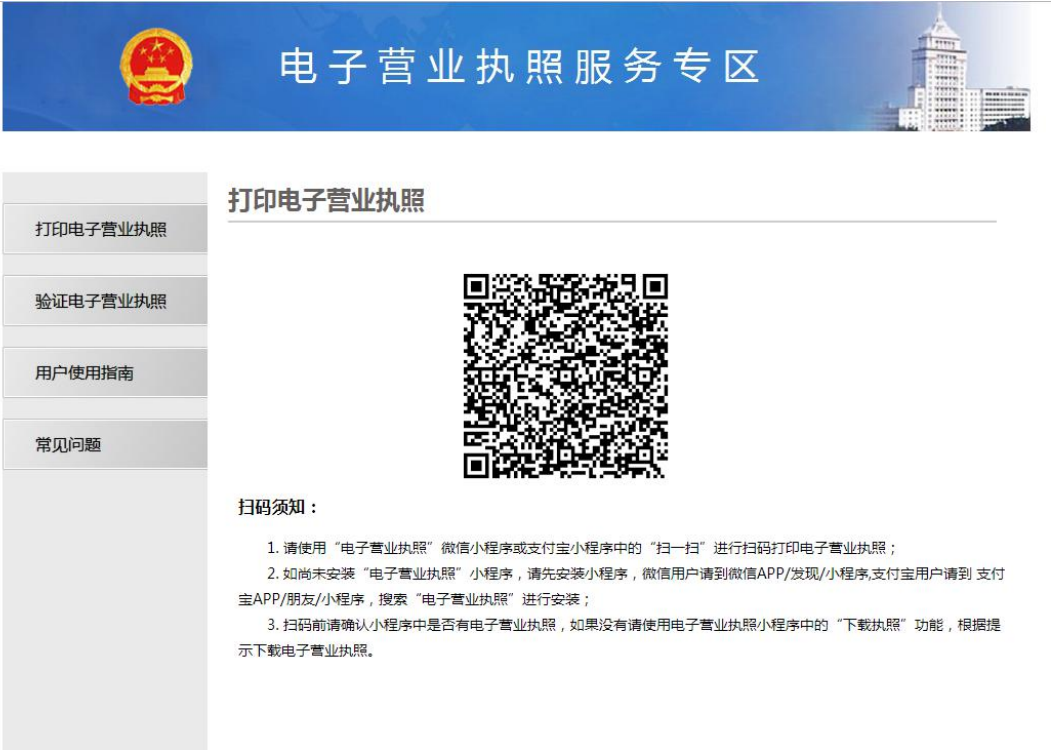 电子营业执照服务专区
打印电子营业执照
验证电子营业执照
用户使用指南
常见问题
打印电子营业执照
扫码须知：
1. 请使用“电子营业执照”微信小程序或支付宝小程序中的“扫一扫”进行扫码打印电子营业执照；
2. 如尚未安装“电子营业执照”小程序，请先安装小程序，微信用户请到微信APP/发现/小程序,支付宝用户请到 支付
宝APP/朋友/小程序，搜索“电子营业执照”进行安装；
3. 扫码前请确认小程序中是否有电子营业执照，如果没有请使用电子营业执照小程序中的“下载执照”功能，根据提
示下载电子营业执照。